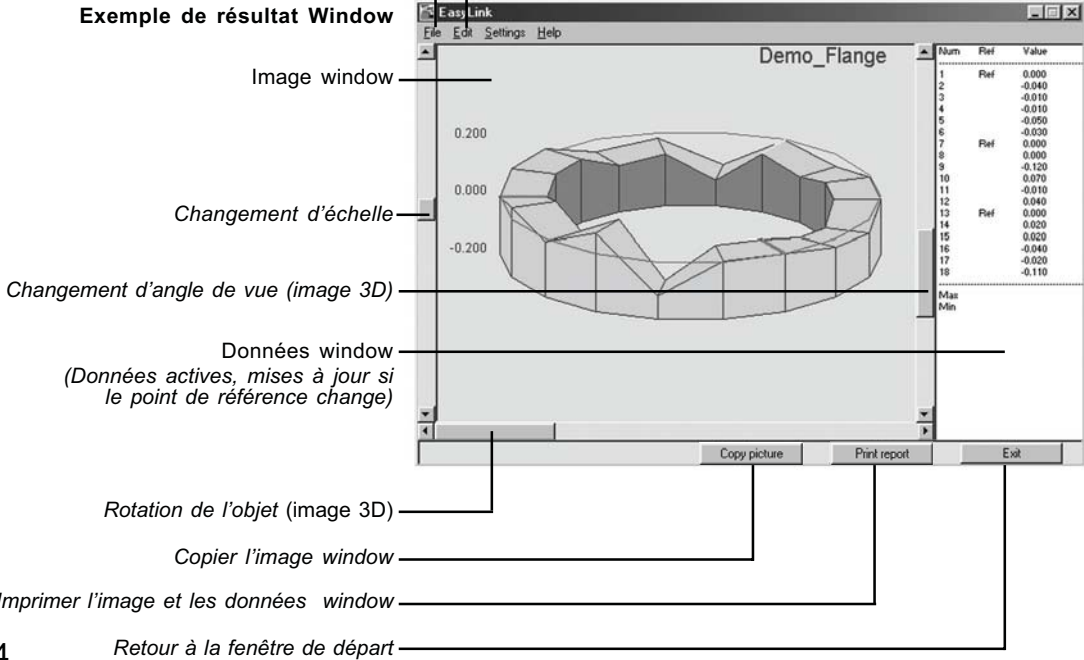 Exemple de résultat Window
EasyLink
File Edit Settings Help
Image window
Demo_Flange
0.200
0.000
-0.200
Changement d'échelle
Changement d'angle de vue (image 3D)
Données window
(Données actives, mises à jour si
le point de référence change)
Num Ref Value
1 Ref 0.000
2 -0.040
3 -0.010
4 -0.010
5 -0.050
6 -0.030
7 Ref 0.000
8 0.000
9 -0.120
10 0.070
11 -0.010
12 0.040
13 Ref 0.000
14 0.020
15 0.020
16 -0.040
17 -0.020
18 -0.110
Max
Min
Copy picture Print report Exit
Rotation de l'objet (image 3D)
Copier l'image window
Imprimer l'image et les données window
Retour à la fenêtre de départ